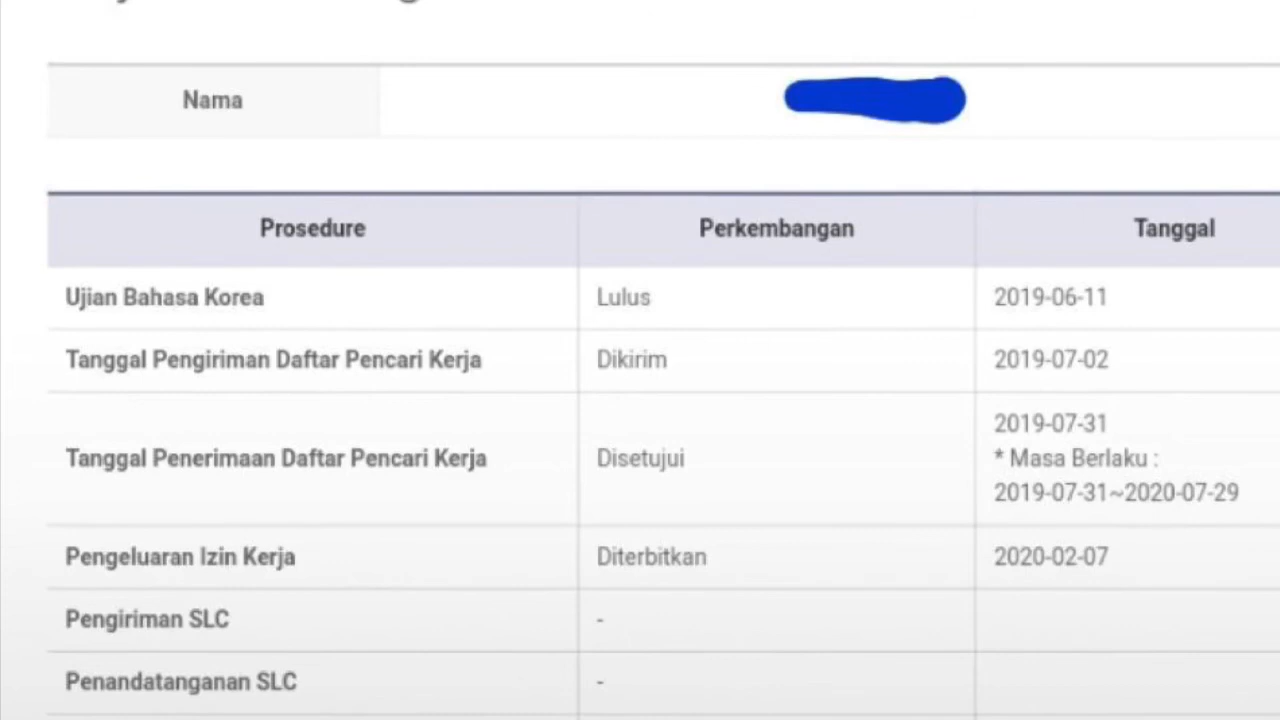 Nama
Prosedure Perkembangan Tanggal
Ujian Bahasa Korea Lulus 2019-06-11
Tanggal Pengiriman Daftar Pencari Kerja Dikirim 2019-07-02
Tanggal Penerimaan Daftar Pencari Kerja Disetujui 2019-07-31
* Masa Berlaku :
2019-07-31~2020-07-29
Pengeluaran Izin Kerja Diterbitkan 2020-02-07
Pengiriman SLC -
Penandatanganan SLC -